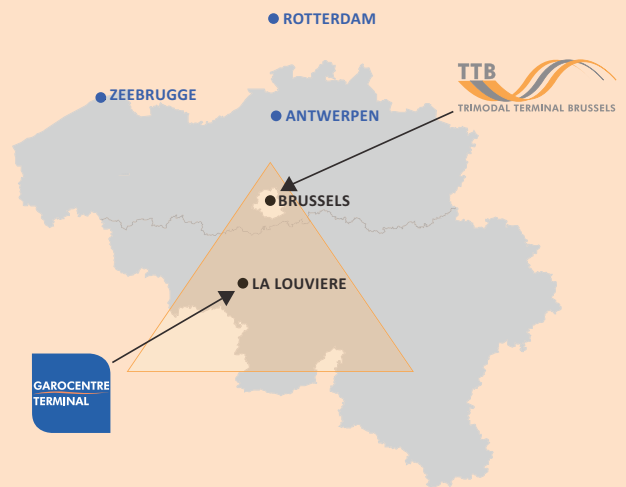 ROTTERDAM
TTB
TRIMODAL TERMINAL BRUSSELS
ZEEBRUGGE
ANTWERPEN
BRUSSELS
LA LOUVIERE
GAROCENTRE
TERMINAL